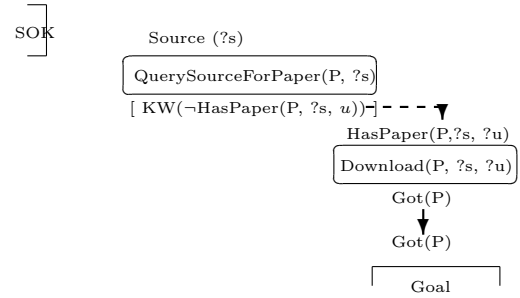 SOK
Source (?s)
QuerySourceForPaper(P, ?s)
[ KW(¬HasPaper(P, ?s, u)) ]
HasPaper(P,?s, ?u)
Download(P, ?s, ?u)
Got(P)
Got(P)
Goal